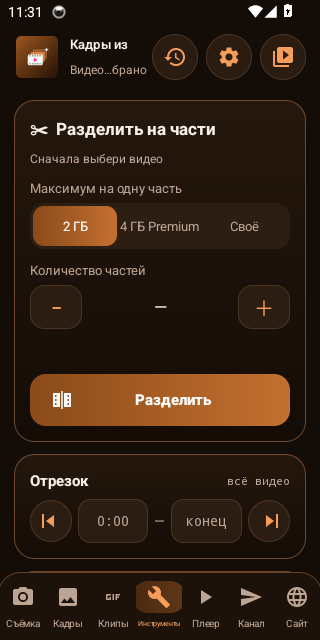 11:31
Кадры из
Видео…брано
Разделить на части
Сначала выбери видео
Максимум на одну часть
2 ГБ
4 ГБ Premium
Своё
Количество частей
–
—
+
Разделить
Отрезок
всё видео
0:00
—
конец
GIF
Съёмка
Кадры
Клипы
Инструменты
Плеер
Канал
Сайт